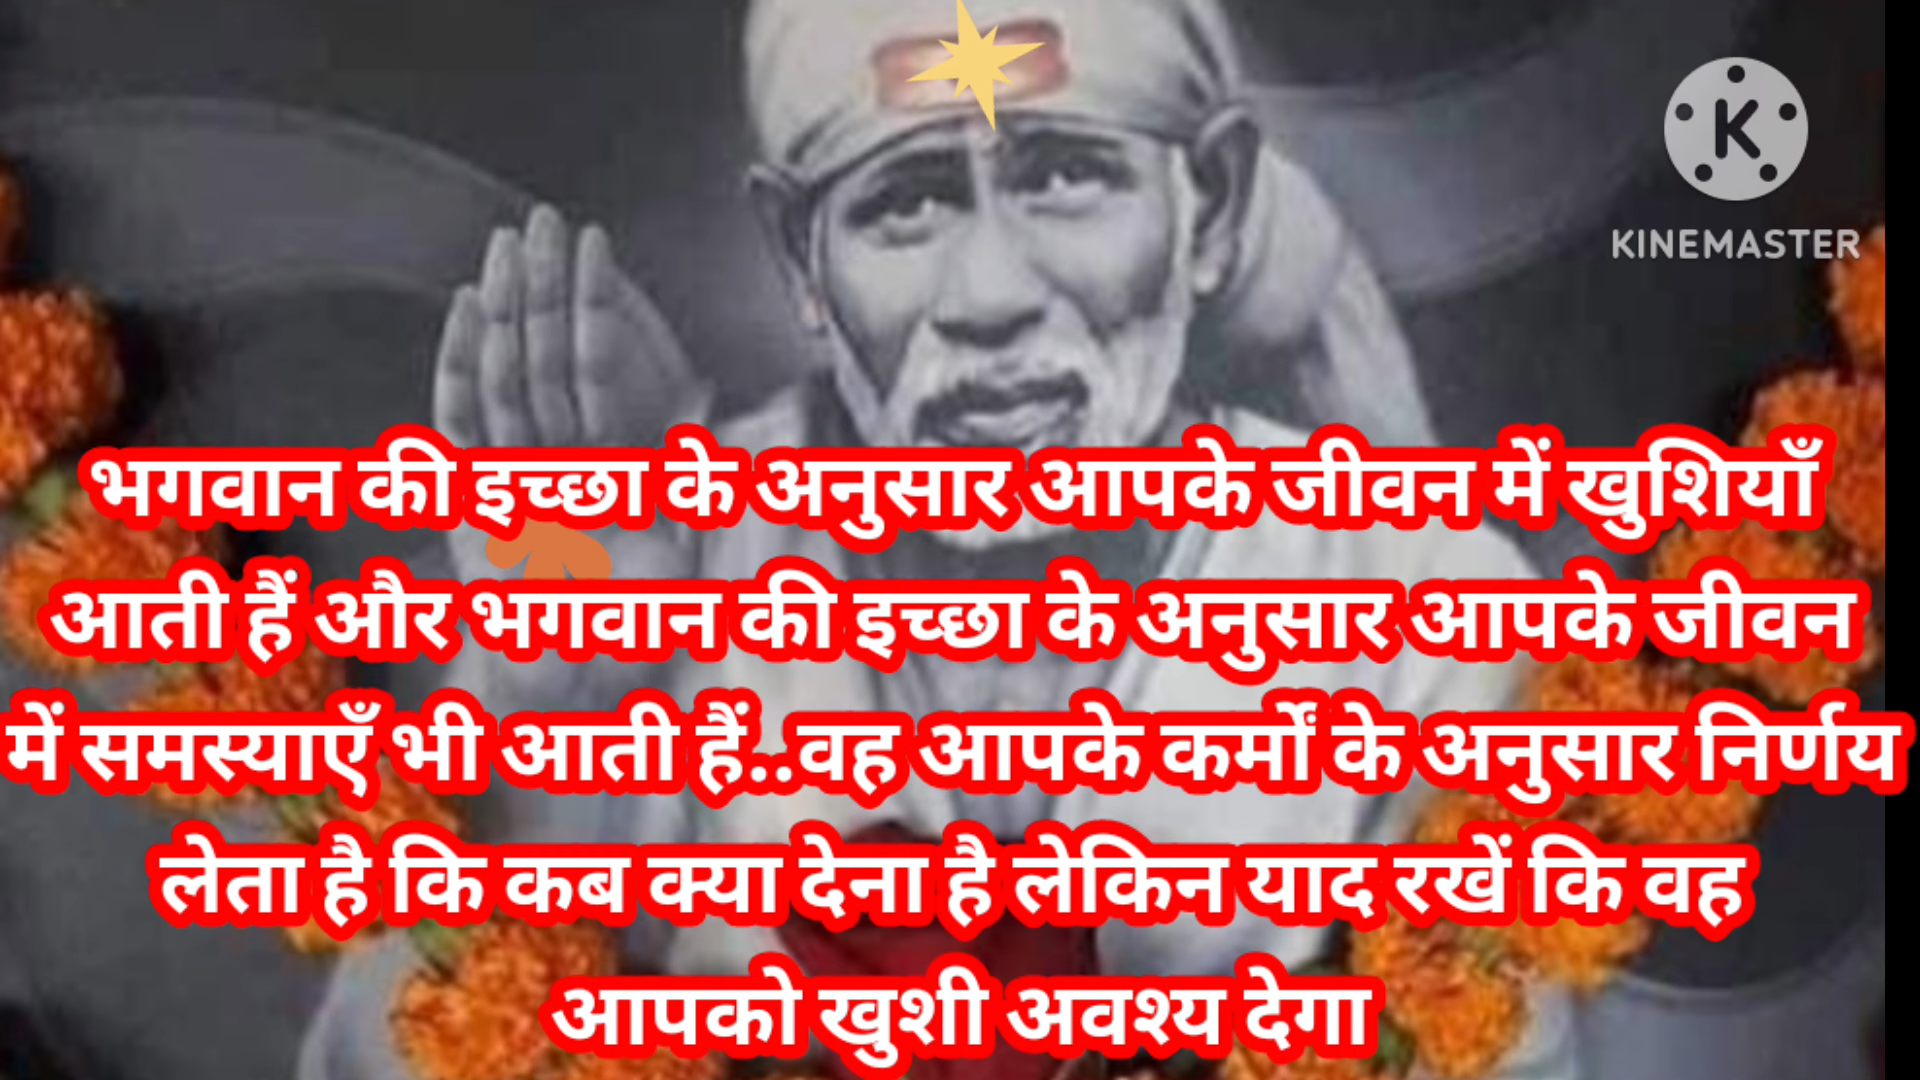 KINEMASTER
भगवान की इच्छा के अनुसार आपके जीवन में खुशियाँ
आती हैं और भगवान की इच्छा के अनुसार आपके जीवन
में समस्याएँ भी आती हैं..वह आपके कर्मों के अनुसार निर्णय
लेता है कि कब क्या देना है लेकिन याद रखें कि वह
आपको खुशी अवश्य देगा